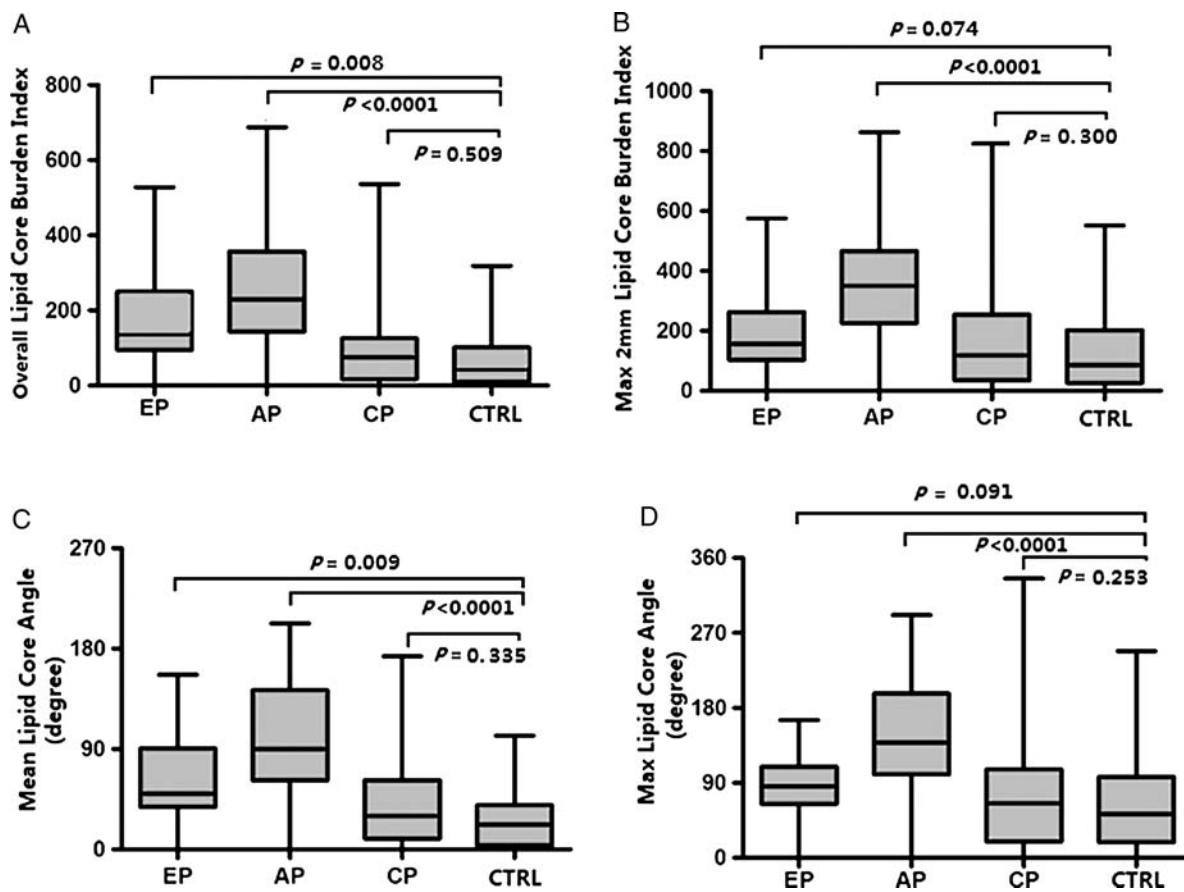 A
P = 0.008
P <0.0001
P = 0.509
800
600
400
200
0
Overall Lipid Core Burden Index
EP AP CP CTRL
B
P = 0.074
P<0.0001
P = 0.300
1000
800
600
400
200
0
Max 2mm Lipid Core Burden Index
EP AP CP CTRL
C
P = 0.009
P<0.0001
P = 0.335
270
180
90
0
Mean Lipid Core Angle
(degree)
EP AP CP CTRL
D
P = 0.091
P<0.0001
P = 0.253
360
270
180
90
0
Max Lipid Core Angle
(degree)
EP AP CP CTRL